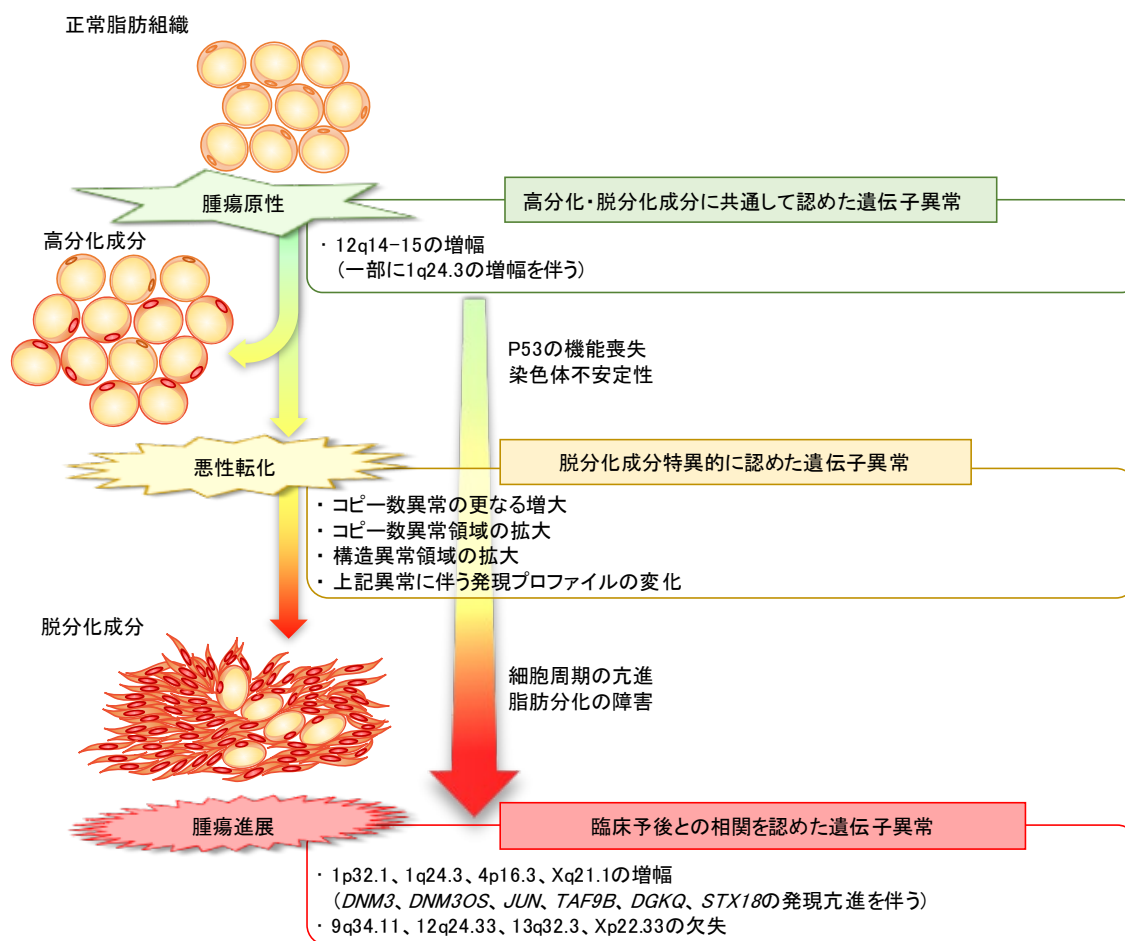 正常脂肪組織
腫瘍原性
高分化・脱分化成分に共通して認めた遺伝子異常
高分化成分
・ 12q14-15の増幅
（一部に1q24.3の増幅を伴う）
P53の機能喪失
染色体不安定性
悪性転化
脱分化成分特異的に認めた遺伝子異常
・ コピー数異常の更なる増大
・ コピー数異常領域の拡大
・ 構造異常領域の拡大
・ 上記異常に伴う発現プロファイルの変化
脱分化成分
細胞周期の亢進
脂肪分化の障害
腫瘍進展
臨床予後との相関を認めた遺伝子異常
・ 1p32.1、1q24.3、4p16.3、Xq21.1の増幅
（DNM3、DNM3OS、JUN、TAF9B、DGKQ、STX18の発現亢進を伴う）
・ 9q34.11、12q24.33、13q32.3、Xp22.33の欠失